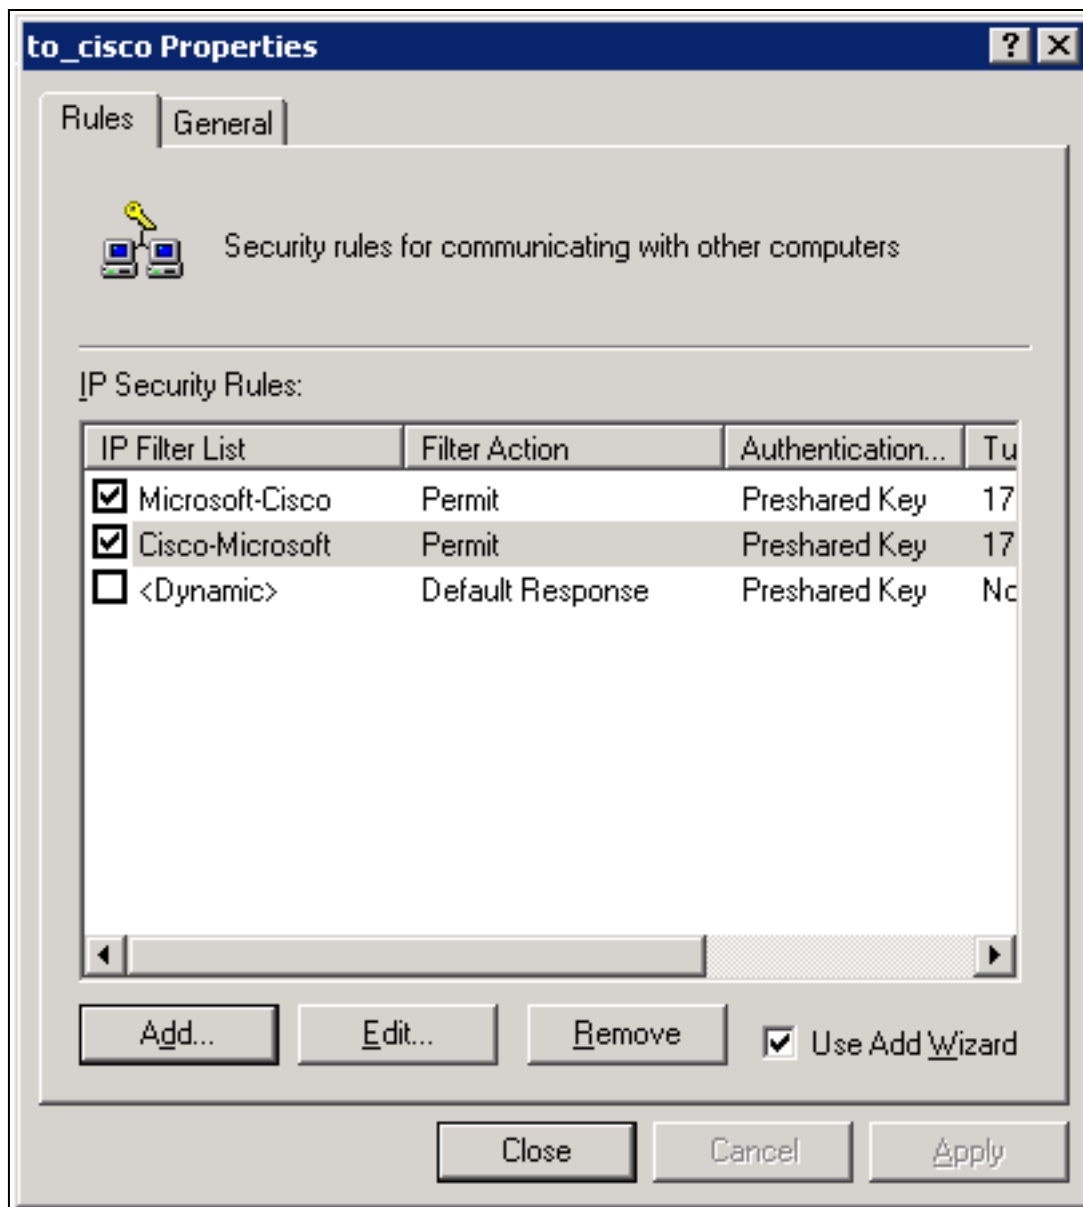 to_cisco Properties
Rules General
Security rules for communicating with other computers
IP Security Rules:
IP Filter List Filter Action Authentication... Tu
Microsoft-Cisco Permit Preshared Key 17
Cisco-Microsoft Permit Preshared Key 17
<Dynamic> Default Response Preshared Key No
Add... Edit... Remove Use Add Wizard
Close Cancel Apply